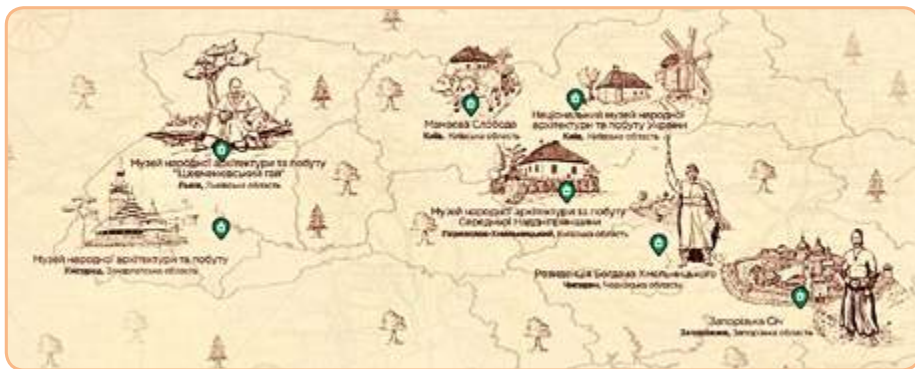 Мамаєва Слобода
Київ, Київська область
Національний музей народної
архітектури та побуту України
Київ, Київська область
Музей народної архітектури та побуту
"Шевченківський гай"
Львів, Львівська область
Музей народної архітектури та побуту
Середньої Наддніпрянщини
Переяслав-Хмельницький, Київська область
Музей народної архітектури та побуту
Ужгород, Закарпатська область
Резиденція Богдана Хмельницького
Чигирин, Черкаська область
Запорізька Січ
Запоріжжя, Запорізька область